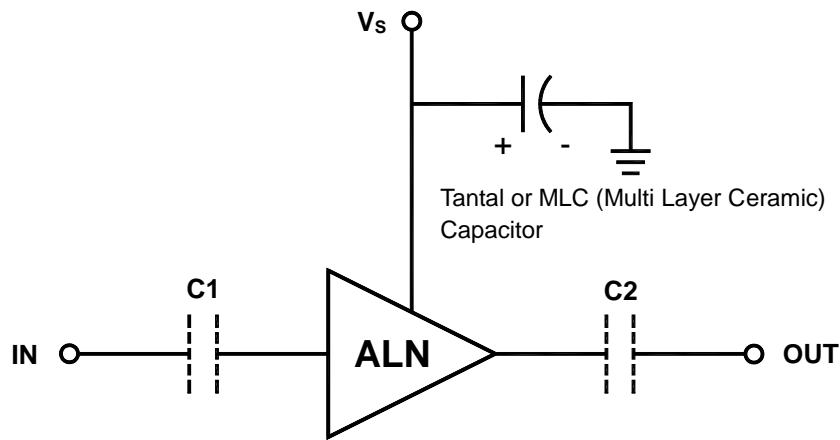 Vs
+ -
Tantal or MLC (Multi Layer Ceramic)
Capacitor
C1
C2
IN
ALN
OUT